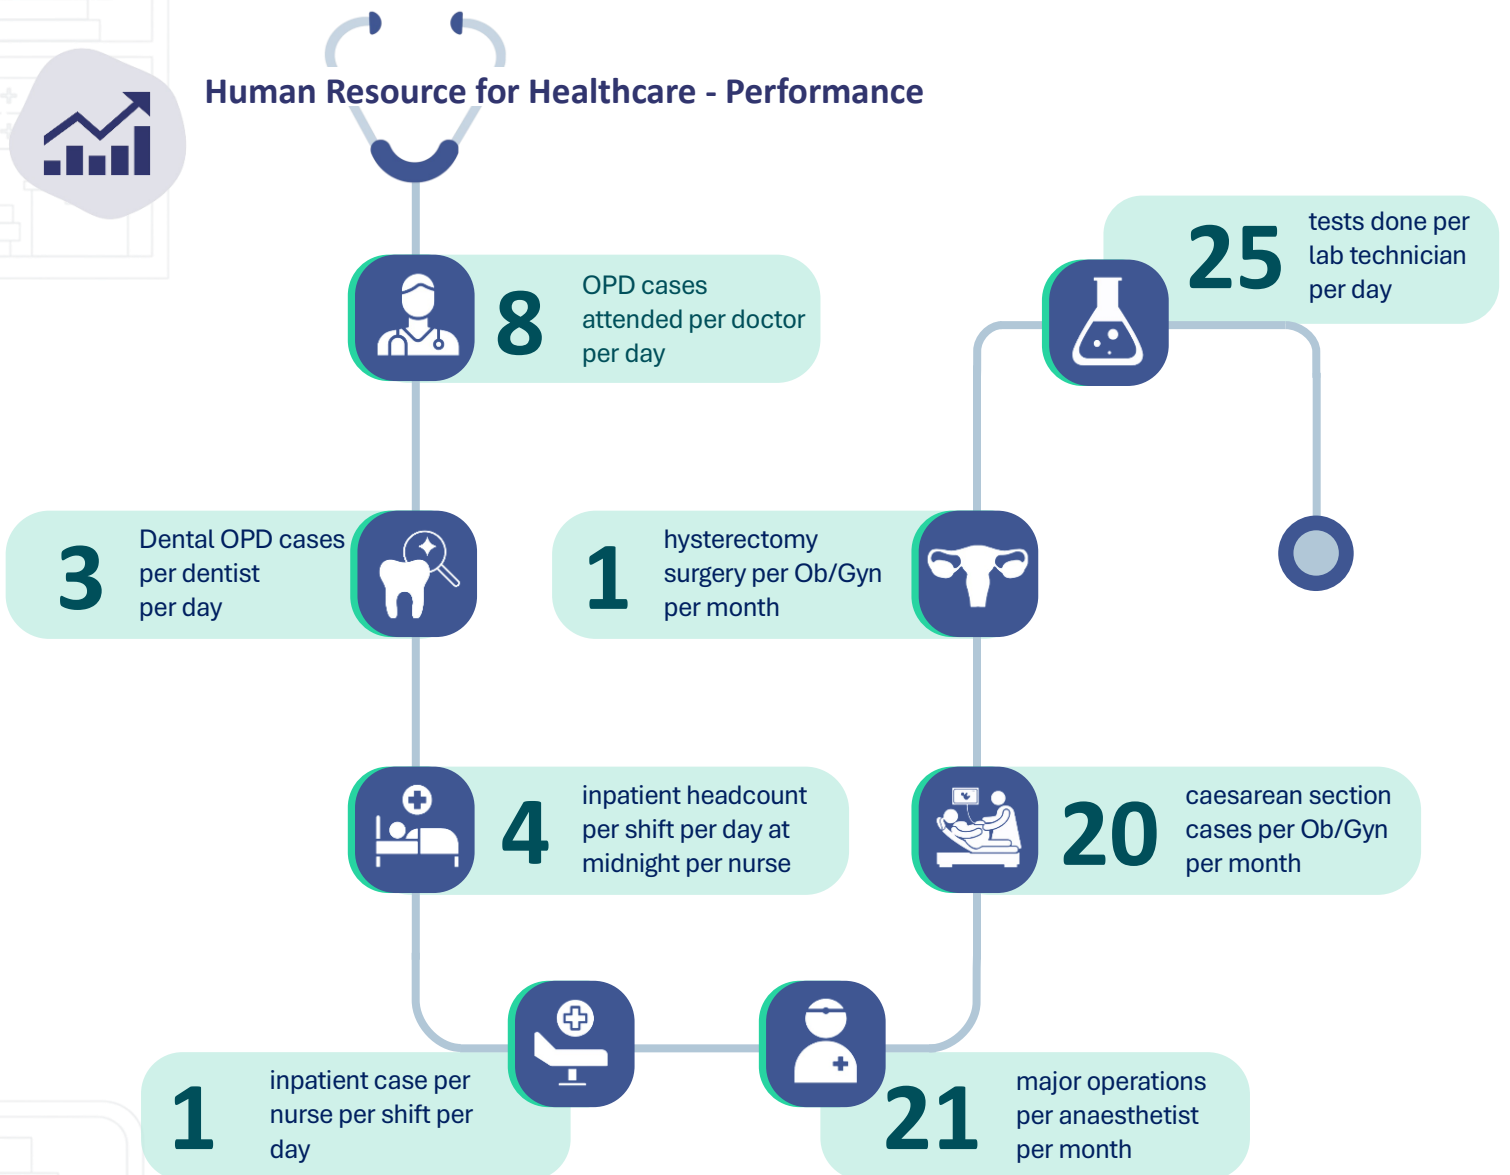 Human Resource for Healthcare - Performance
8
OPD cases
attended per doctor
per day
3
Dental OPD cases
per dentist
per day
4
inpatient headcount
per shift per day at
midnight per nurse
1
inpatient case per
nurse per shift per
day
21
major operations
per anaesthetist
per month
20
caesarean section
cases per Ob/Gyn
per month
1
hysterectomy
surgery per Ob/Gyn
per month
25
tests done per
lab technician
per day